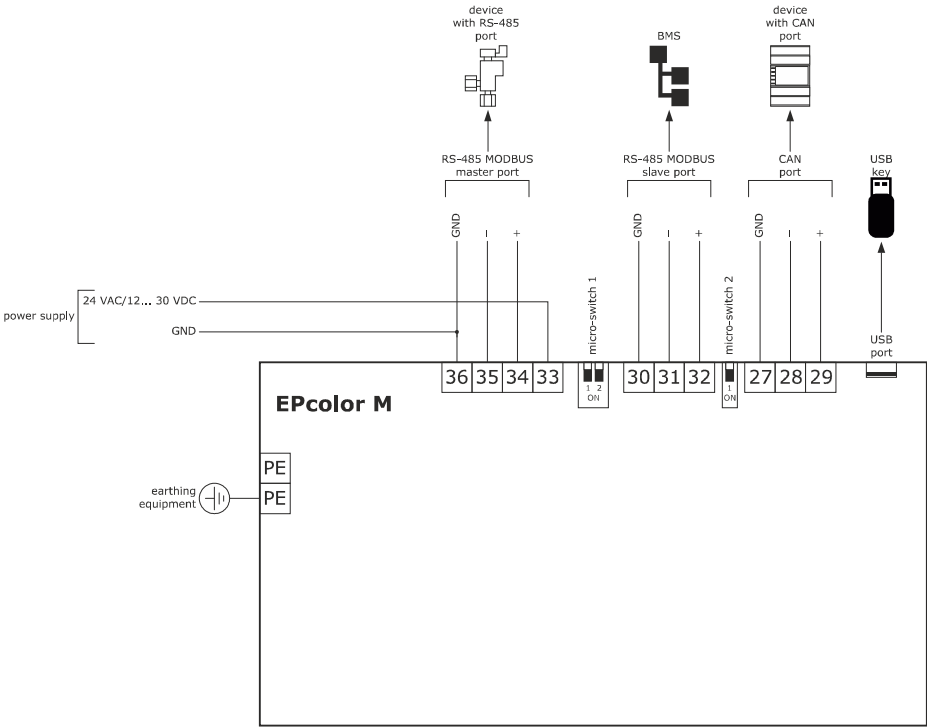 device
with RS-485
port
BMS
device
with CAN
port
RS-485 MODBUS
master port
RS-485 MODBUS
slave port
CAN
port
USB
key
GND
–
+
GND
–
+
GND
–
+
power supply
24 VAC/12... 30 VDC
GND
micro-switch 1
micro-switch 2
USB
port
36 35 34 33
1 2
ON
30 31 32
1
ON
27 28 29
EPcolor M
PE
PE
earthing
equipment